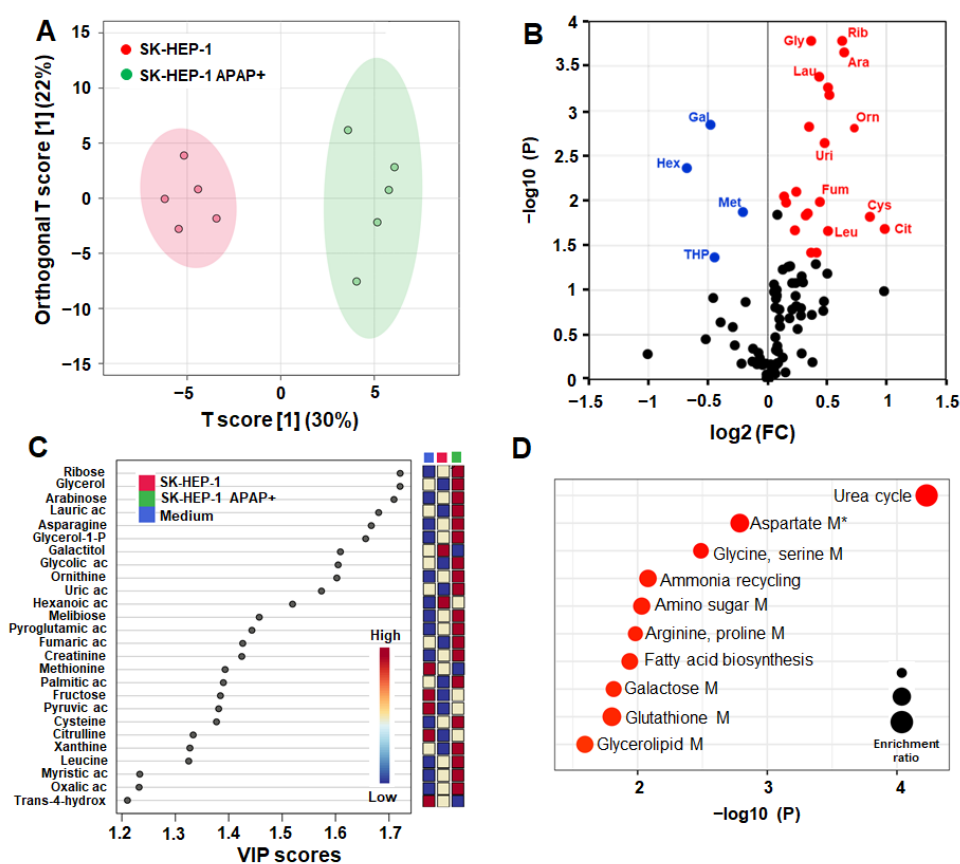 A
SK-HEP-1
SK-HEP-1 APAP+
Orthogonal T score [1] (22%)
15
10
5
0
−5
−10
−15
−5
0
5
T score [1] (30%)
B
−log10 (P)
4
3.5
3
2.5
2
1.5
1
0.5
0
Gly
Rib
Ara
Lau
Orn
Gal
Uri
Hex
Met
Fum
Cys
Leu
Cit
THP
−1.5
−1
−0.5
0
0.5
1
1.5
log2 (FC)
C
Ribose
Glycerol
Arabinose
Lauric ac
Asparagine
Glycerol-1-P
Galactitol
Glycolic ac
Ornithine
Uric ac
Hexanoic ac
Melibiose
Pyroglutamic ac
Fumaric ac
Creatinine
Methionine
Palmitic ac
Fructose
Pyruvic ac
Cysteine
Citrulline
Xanthine
Leucine
Myristic ac
Oxalic ac
Trans-4-hydrox
SK-HEP-1
SK-HEP-1 APAP+
Medium
High
Low
1.2
1.3
1.4
1.5
1.6
1.7
VIP scores
D
Urea cycle
Aspartate M*
Glycine, serine M
Ammonia recycling
Amino sugar M
Arginine, proline M
Fatty acid biosynthesis
Galactose M
Glutathione M
Glycerolipid M
Enrichment
ratio
2
3
4
−log10 (P)